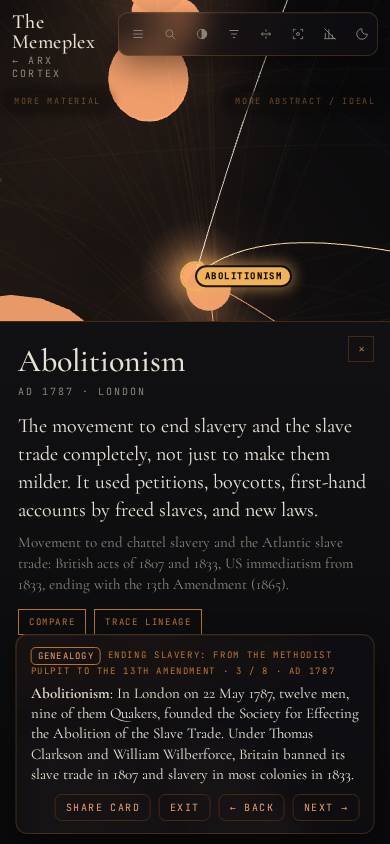 The
Memeplex
← ARX
CORTEX
MORE MATERIAL
MORE ABSTRACT / IDEAL
ABOLITIONISM
Abolitionism
×
AD 1787 · LONDON
The movement to end slavery and the slave
trade completely, not just to make them
milder. It used petitions, boycotts, first-hand
accounts by freed slaves, and new laws.
Movement to end chattel slavery and the Atlantic slave
trade: British acts of 1807 and 1833, US immediatism from
1833, ending with the 13th Amendment (1865).
COMPARE
TRACE LINEAGE
GENEALOGY ENDING SLAVERY: FROM THE METHODIST
PULPIT TO THE 13TH AMENDMENT · 3 / 8 · AD 1787
Abolitionism: In London on 22 May 1787, twelve men,
nine of them Quakers, founded the Society for Effecting
the Abolition of the Slave Trade. Under Thomas
Clarkson and William Wilberforce, Britain banned its
slave trade in 1807 and slavery in most colonies in 1833.
SHARE CARD
EXIT
← BACK
NEXT →